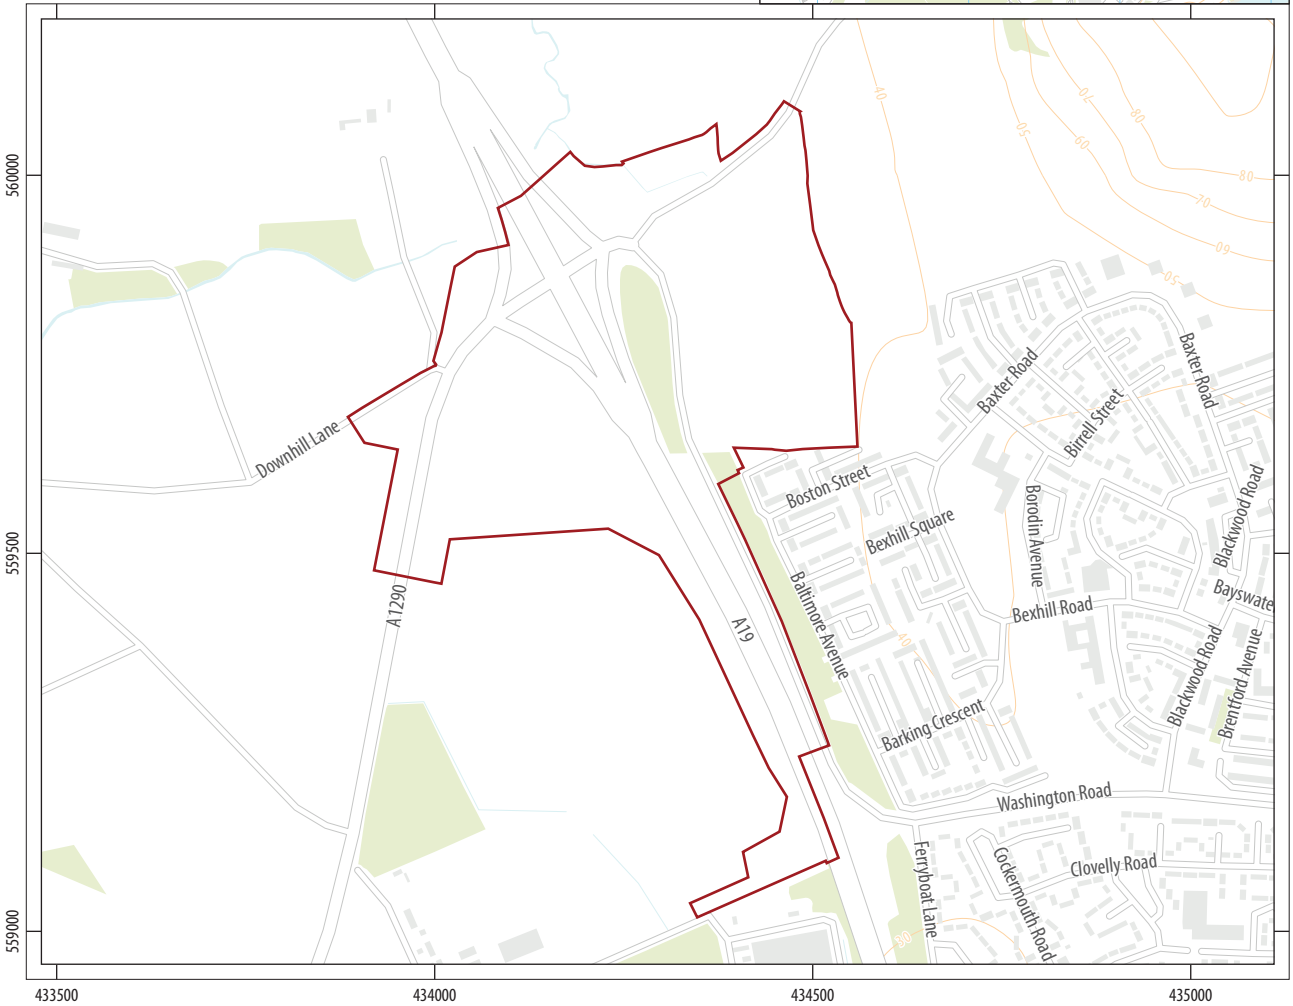 40
50
70
60
80
560000
80
70
60
50
Baxter Road
Baxter Road
Birrell Street
Downhill Lane
Boston Street
Bexhill Square
Borodin Avenue
Blackwood Road
559500
A1290
A19
Baltimore Avenue
Bexhill Road
Bayswate
40
Blackwood Road
Brentford Avenue
Barking Crescent
Washington Road
Ferryboat Lane
Cockermouth Road
Clovelly Road
559000
30
433500
434000
434500
435000